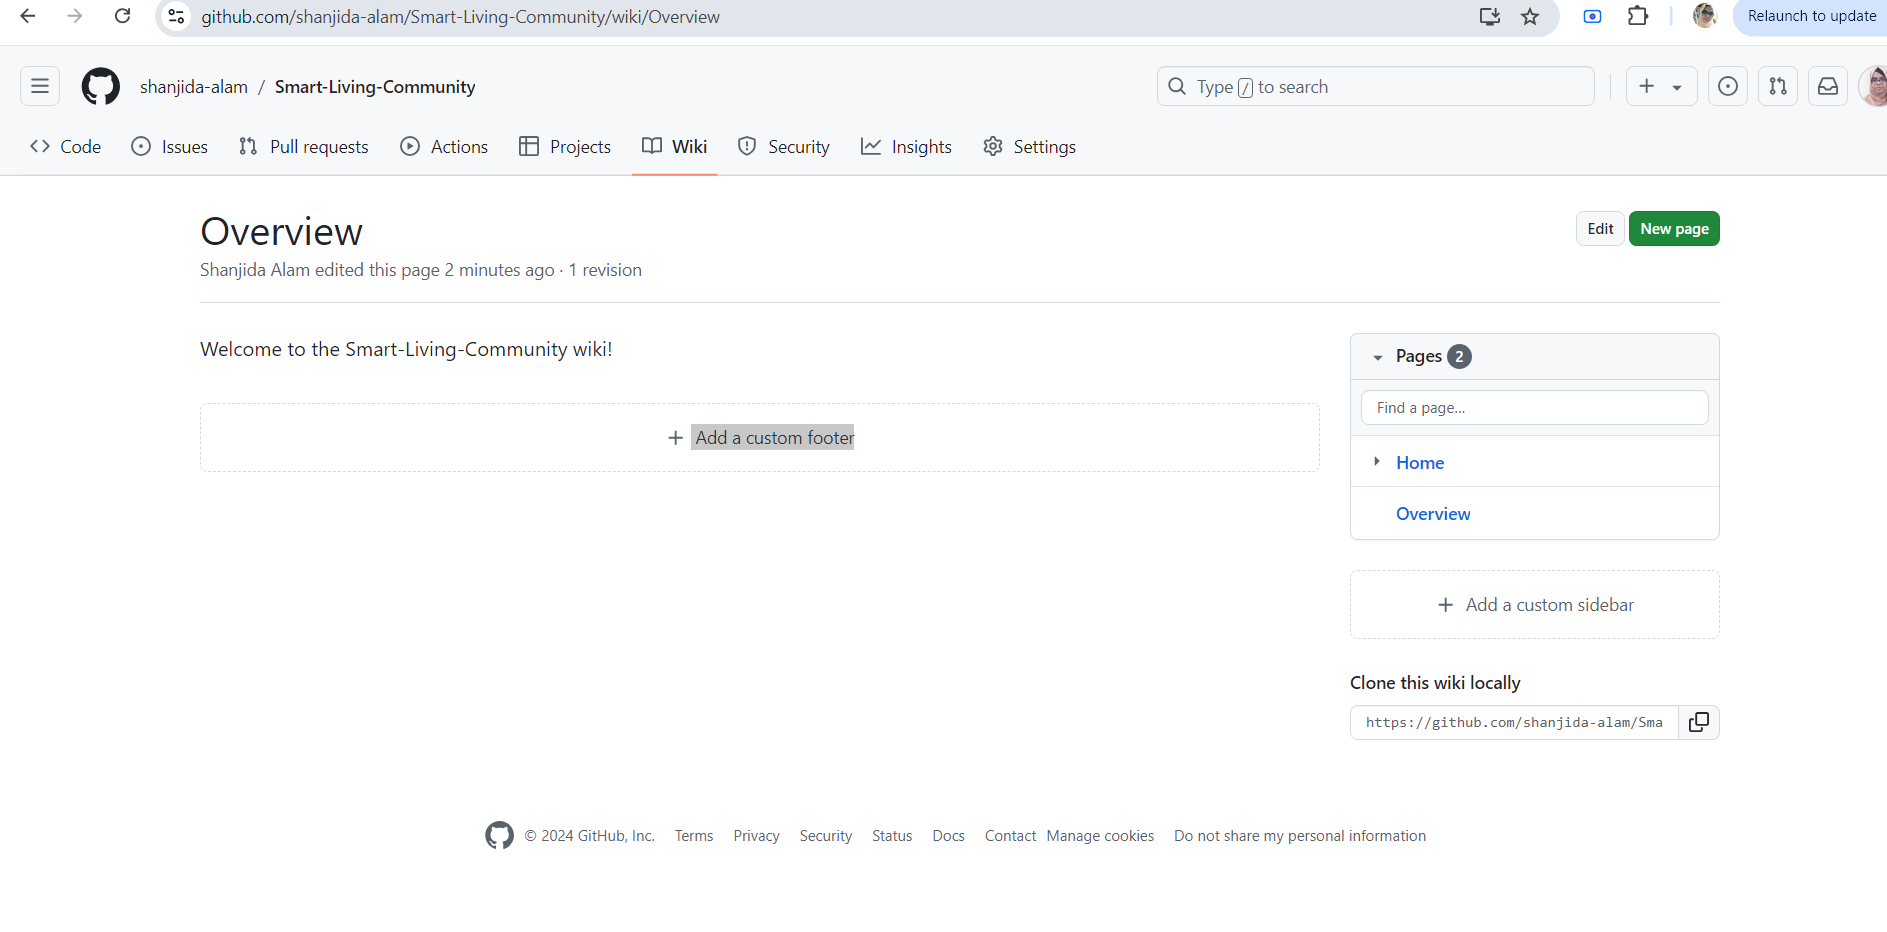 github.com/shanjida-alam/Smart-Living-Community/wiki/Overview
Relaunch to update
shanjida-alam / Smart-Living-Community
Type / to search
Code Issues Pull requests Actions Projects Wiki Security Insights Settings
Overview
Edit New page
Shanjida Alam edited this page 2 minutes ago · 1 revision
Welcome to the Smart-Living-Community wiki!
Add a custom footer
Pages 2
Find a page...
Home
Overview
Add a custom sidebar
Clone this wiki locally
https://github.com/shanjida-alam/Sma
© 2024 GitHub, Inc. Terms Privacy Security Status Docs Contact Manage cookies Do not share my personal information